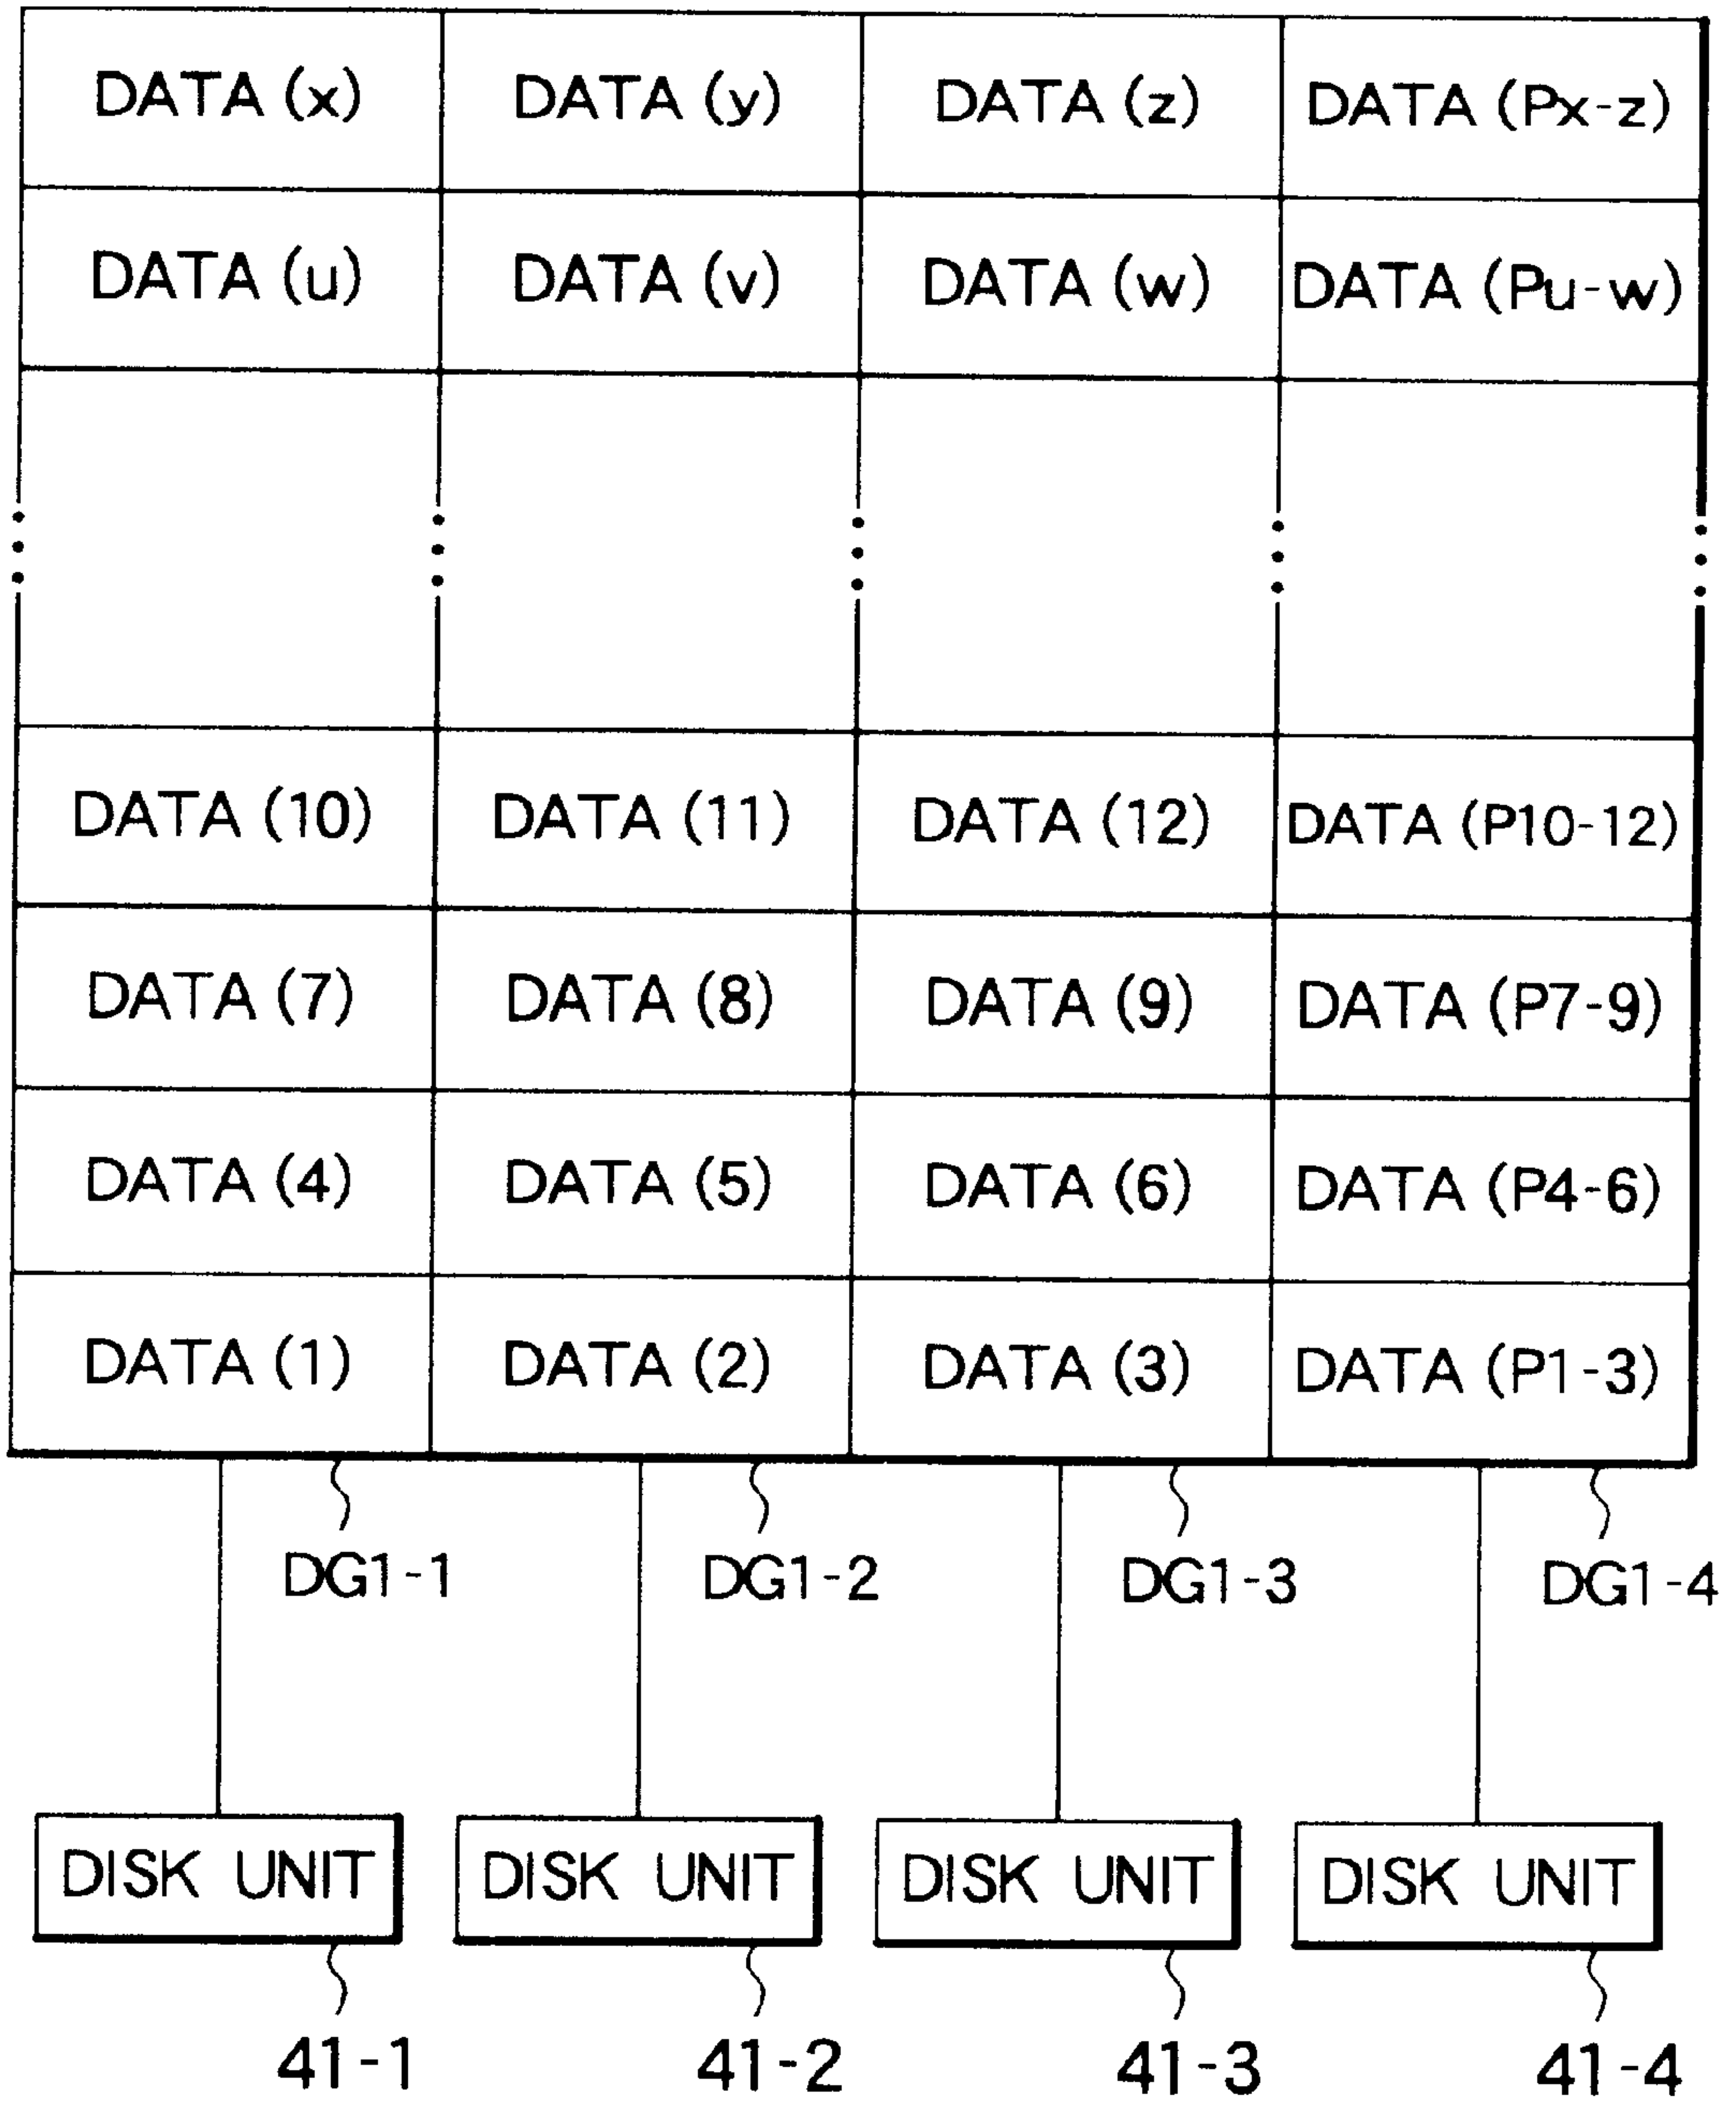 DATA (x) DATA (y) DATA (z) DATA (Px-z)
DATA (u) DATA (v) DATA (w) DATA (Pu-w)
DATA (10) DATA (11) DATA (12) DATA (P10-12)
DATA (7) DATA (8) DATA (9) DATA (P7-9)
DATA (4) DATA (5) DATA (6) DATA (P4-6)
DATA (1) DATA (2) DATA (3) DATA (P1-3)
DG1-1 DG1-2 DG1-3 DG1-4
DISK UNIT DISK UNIT DISK UNIT DISK UNIT
41-1 41-2 41-3 41-4